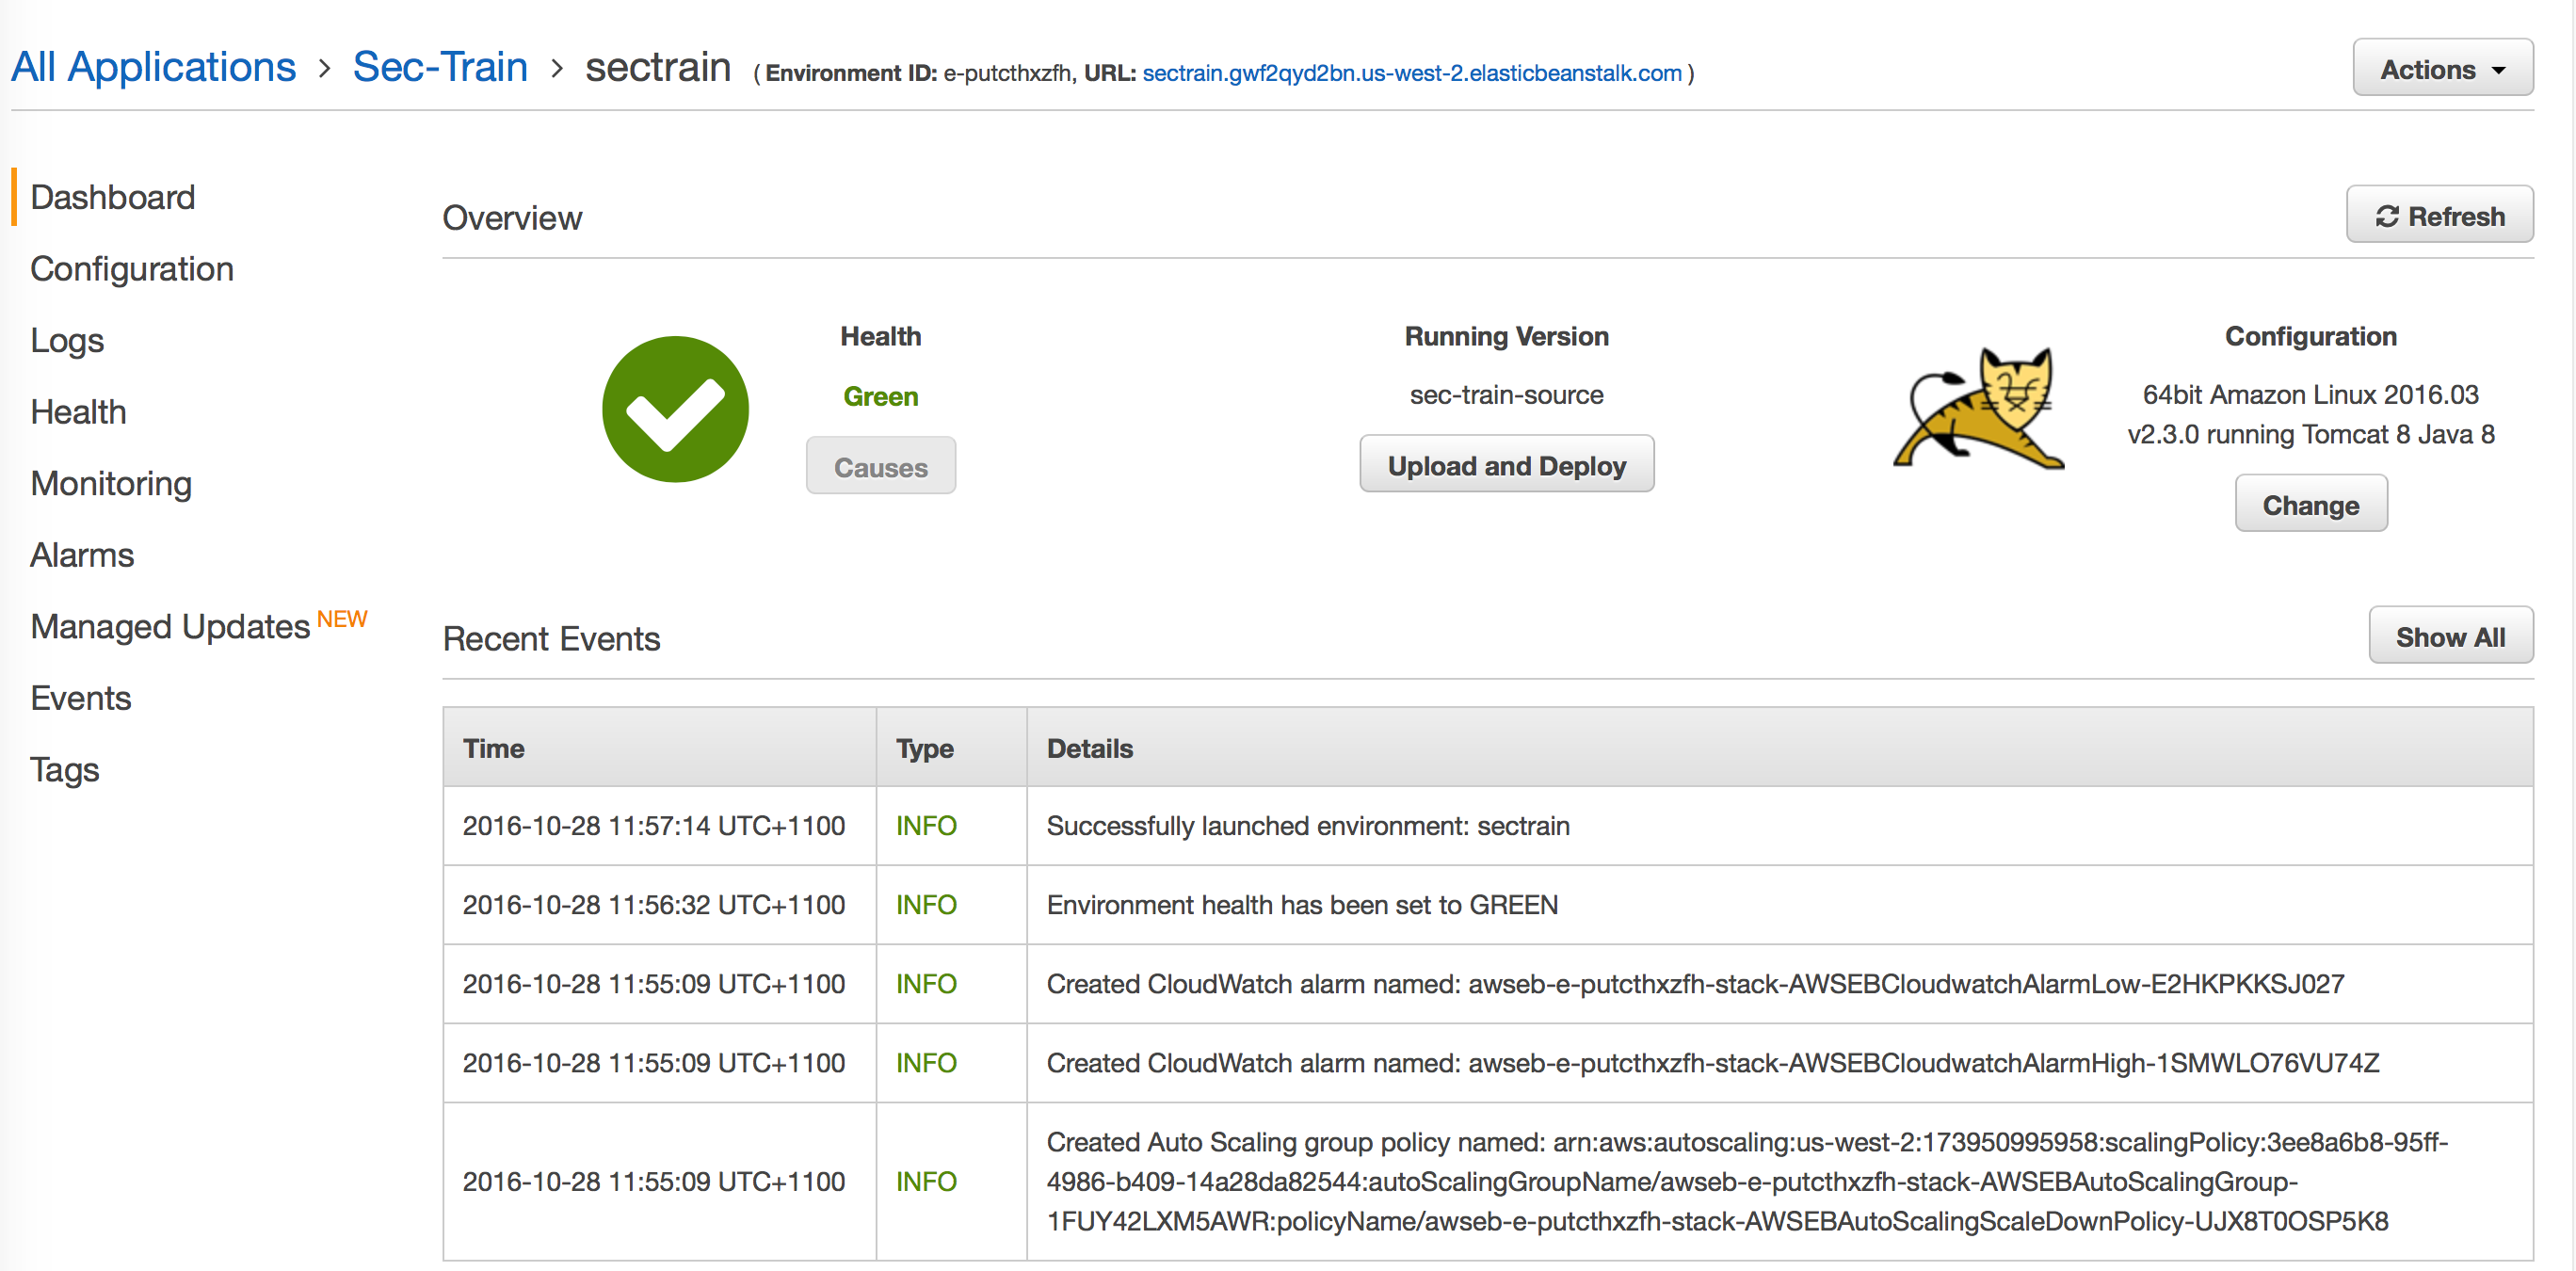 All Applications > Sec-Train > sectrain ( Environment ID: e-putcthxzfh, URL: sectrain.gwf2qyd2bn.us-west-2.elasticbeanstalk.com )
Actions
Dashboard
Configuration
Logs
Health
Monitoring
Alarms
Managed Updates NEW
Events
Tags
Overview
Refresh
Health
Green
Causes
Running Version
sec-train-source
Upload and Deploy
Configuration
64bit Amazon Linux 2016.03
v2.3.0 running Tomcat 8 Java 8
Change
Recent Events
Show All
Time Type Details
2016-10-28 11:57:14 UTC+1100 INFO Successfully launched environment: sectrain
2016-10-28 11:56:32 UTC+1100 INFO Environment health has been set to GREEN
2016-10-28 11:55:09 UTC+1100 INFO Created CloudWatch alarm named: awseb-e-putcthxzfh-stack-AWSEBCloudwatchAlarmLow-E2HKPKKSJ027
2016-10-28 11:55:09 UTC+1100 INFO Created CloudWatch alarm named: awseb-e-putcthxzfh-stack-AWSEBCloudwatchAlarmHigh-1SMWLO76VU74Z
2016-10-28 11:55:09 UTC+1100 INFO Created Auto Scaling group policy named: arn:aws:autoscaling:us-west-2:173950995958:scalingPolicy:3ee8a6b8-95ff-
4986-b409-14a28da82544:autoScalingGroupName/awseb-e-putcthxzfh-stack-AWSEBAutoScalingGroup-
1FUY42LXM5AWR:policyName/awseb-e-putcthxzfh-stack-AWSEBAutoScalingScaleDownPolicy-UJX8T0OSP5K8